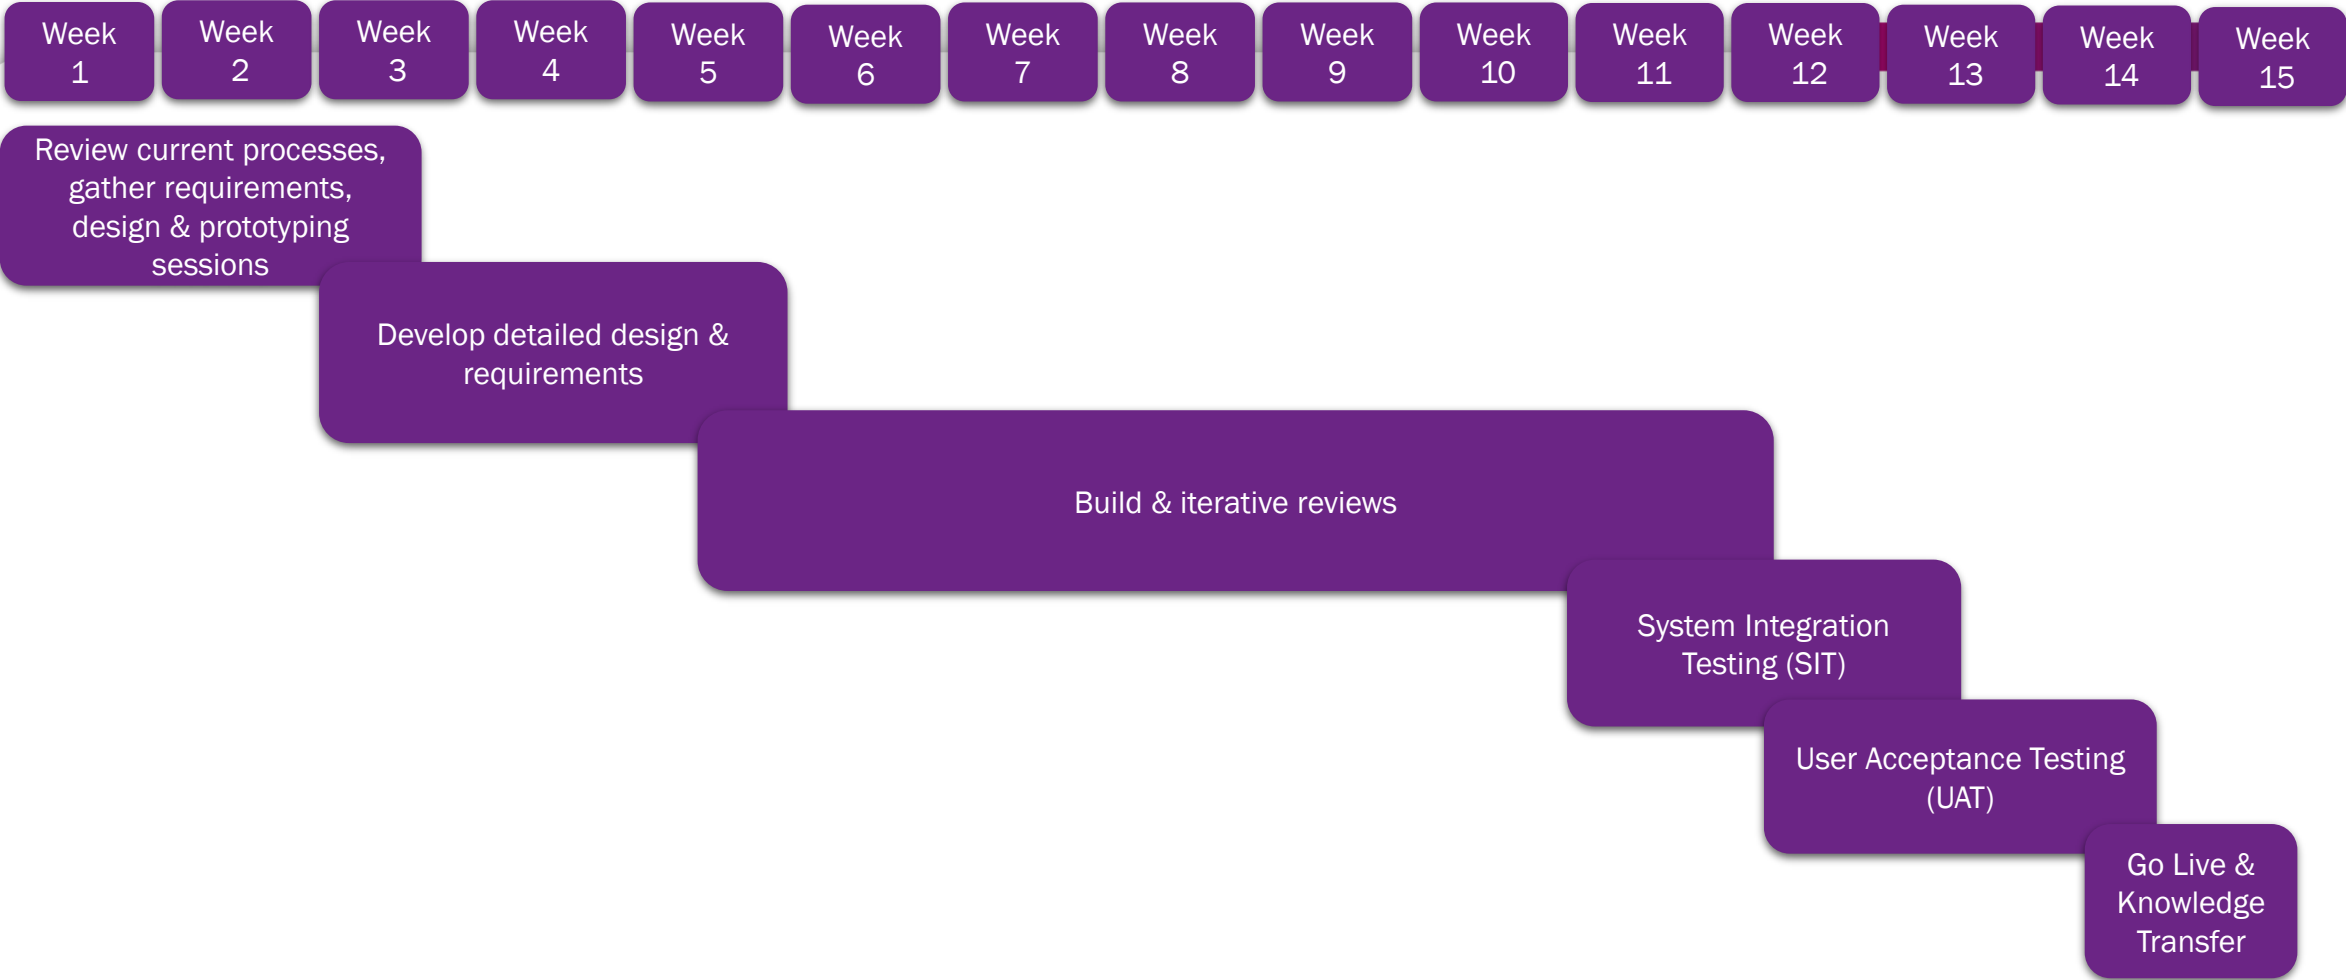 Week
1
Week
2
Week
3
Week
4
Week
5
Week
6
Week
7
Week
8
Week
9
Week
10
Week
11
Week
12
Week
13
Week
14
Week
15
Review current processes,
gather requirements,
design & prototyping
sessions
Develop detailed design &
requirements
Build & iterative reviews
System Integration
Testing (SIT)
User Acceptance Testing
(UAT)
Go Live &
Knowledge
Transfer